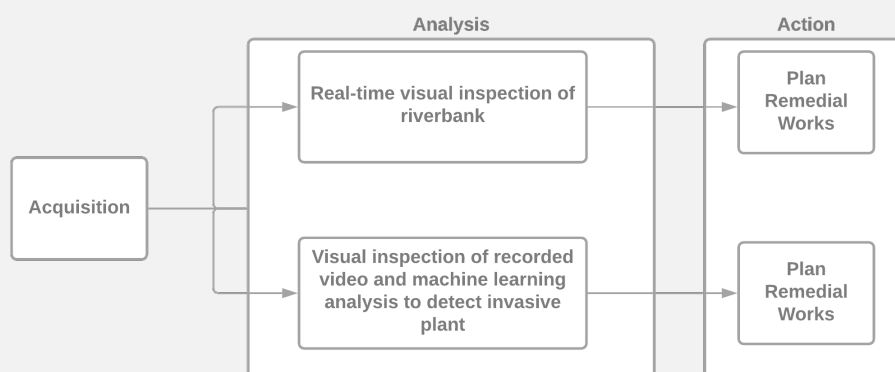 Analysis
Action
Real-time visual inspection of
riverbank
Plan
Remedial
Works
Acquisition
Visual inspection of recorded
video and machine learning
analysis to detect invasive
plant
Plan
Remedial
Works